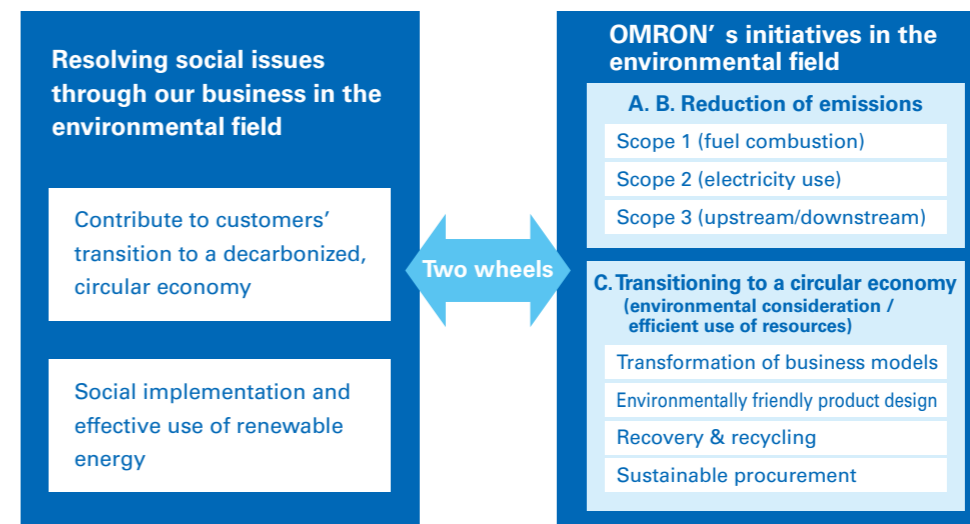 Resolving social issues
through our business in the
environmental field
Contribute to customers’
transition to a decarbonized,
circular economy
Social implementation and
effective use of renewable
energy
Two wheels
OMRON’ s initiatives in the
environmental field
A. B. Reduction of emissions
Scope 1 (fuel combustion)
Scope 2 (electricity use)
Scope 3 (upstream/downstream)
C. Transitioning to a circular economy
(environmental consideration /
efficient use of resources)
Transformation of business models
Environmentally friendly product design
Recovery & recycling
Sustainable procurement